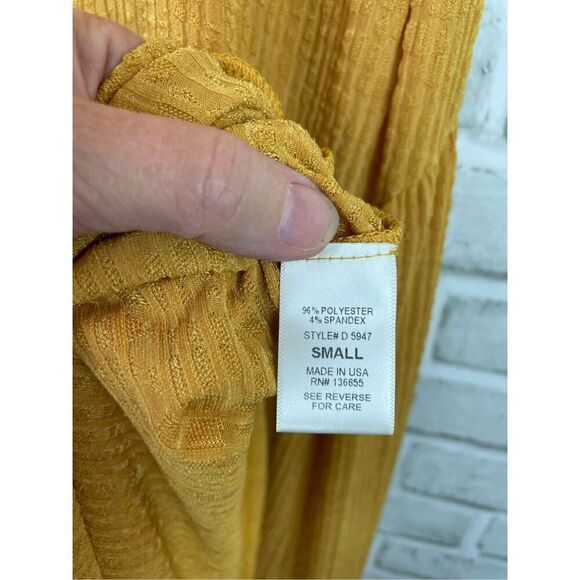 96% POLYESTER
4% SPANDEX
STYLE# D 5947
SMALL
MADE IN USA
RN# 136655
SEE REVERSE
FOR CARE